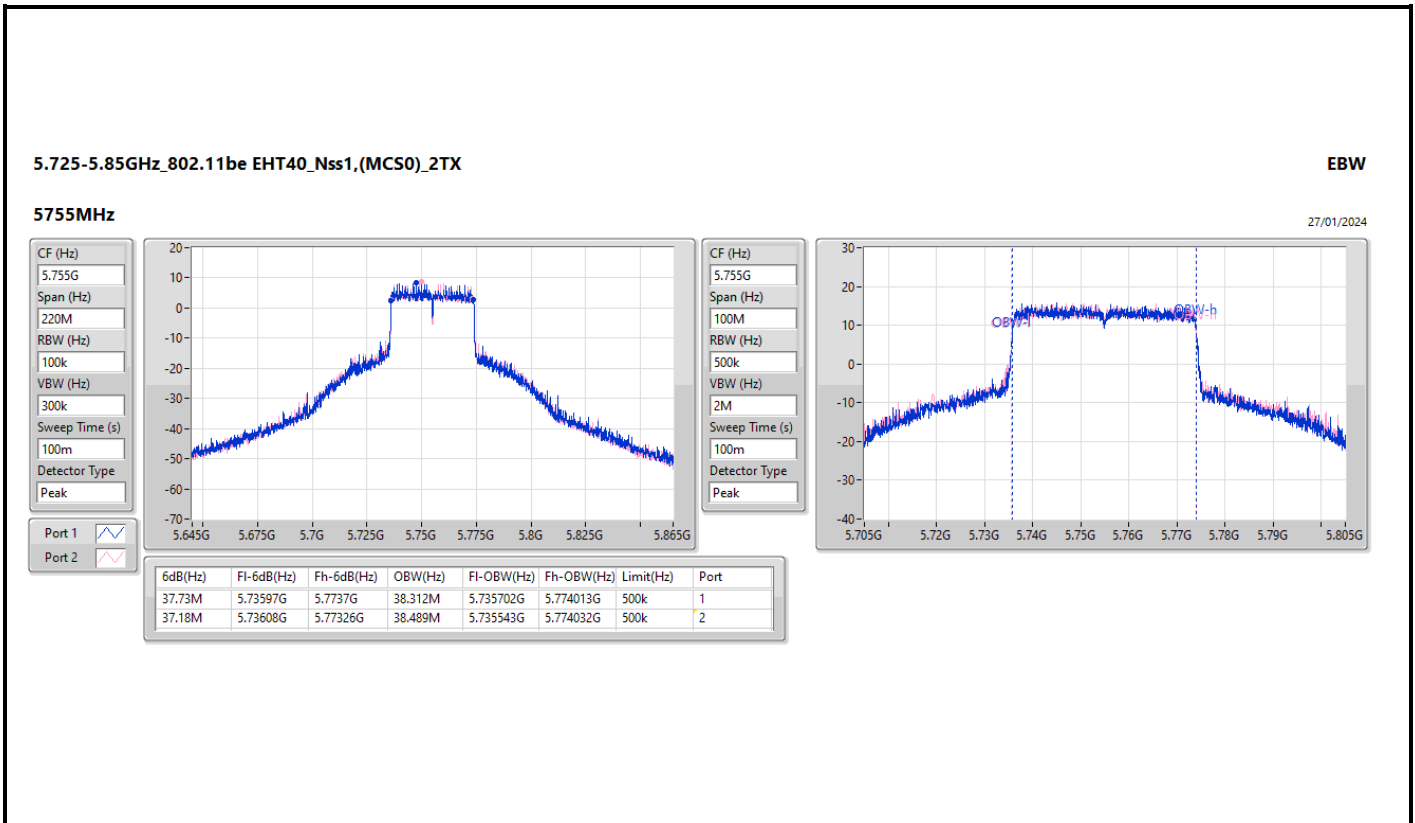 5.725-5.85GHz_802.11be EHT40_Nss1,(MCS0)_2TX
EBW
5755MHz
27/01/2024
CF (Hz)
5.755G
Span (Hz)
220M
RBW (Hz)
100k
VBW (Hz)
300k
Sweep Time (s)
100m
Detector Type
Peak
Port 1
Port 2
20
10
0
-10
-20
-30
-40
-50
-60
-70
5.645G 5.675G 5.7G 5.725G 5.75G 5.775G 5.8G 5.825G 5.865G
CF (Hz)
5.755G
Span (Hz)
100M
RBW (Hz)
500k
VBW (Hz)
2M
Sweep Time (s)
100m
Detector Type
Peak
30
20
10
0
-10
-20
-30
-40
OBW-l
OBW-h
5.705G 5.72G 5.73G 5.74G 5.75G 5.76G 5.77G 5.78G 5.79G 5.805G
6dB(Hz) Fl-6dB(Hz) Fh-6dB(Hz) OBW(Hz) Fl-OBW(Hz) Fh-OBW(Hz) Limit(Hz) Port
37.73M 5.73597G 5.7737G 38.312M 5.735702G 5.774013G 500k 1
37.18M 5.73608G 5.77326G 38.489M 5.735543G 5.774032G 500k 2